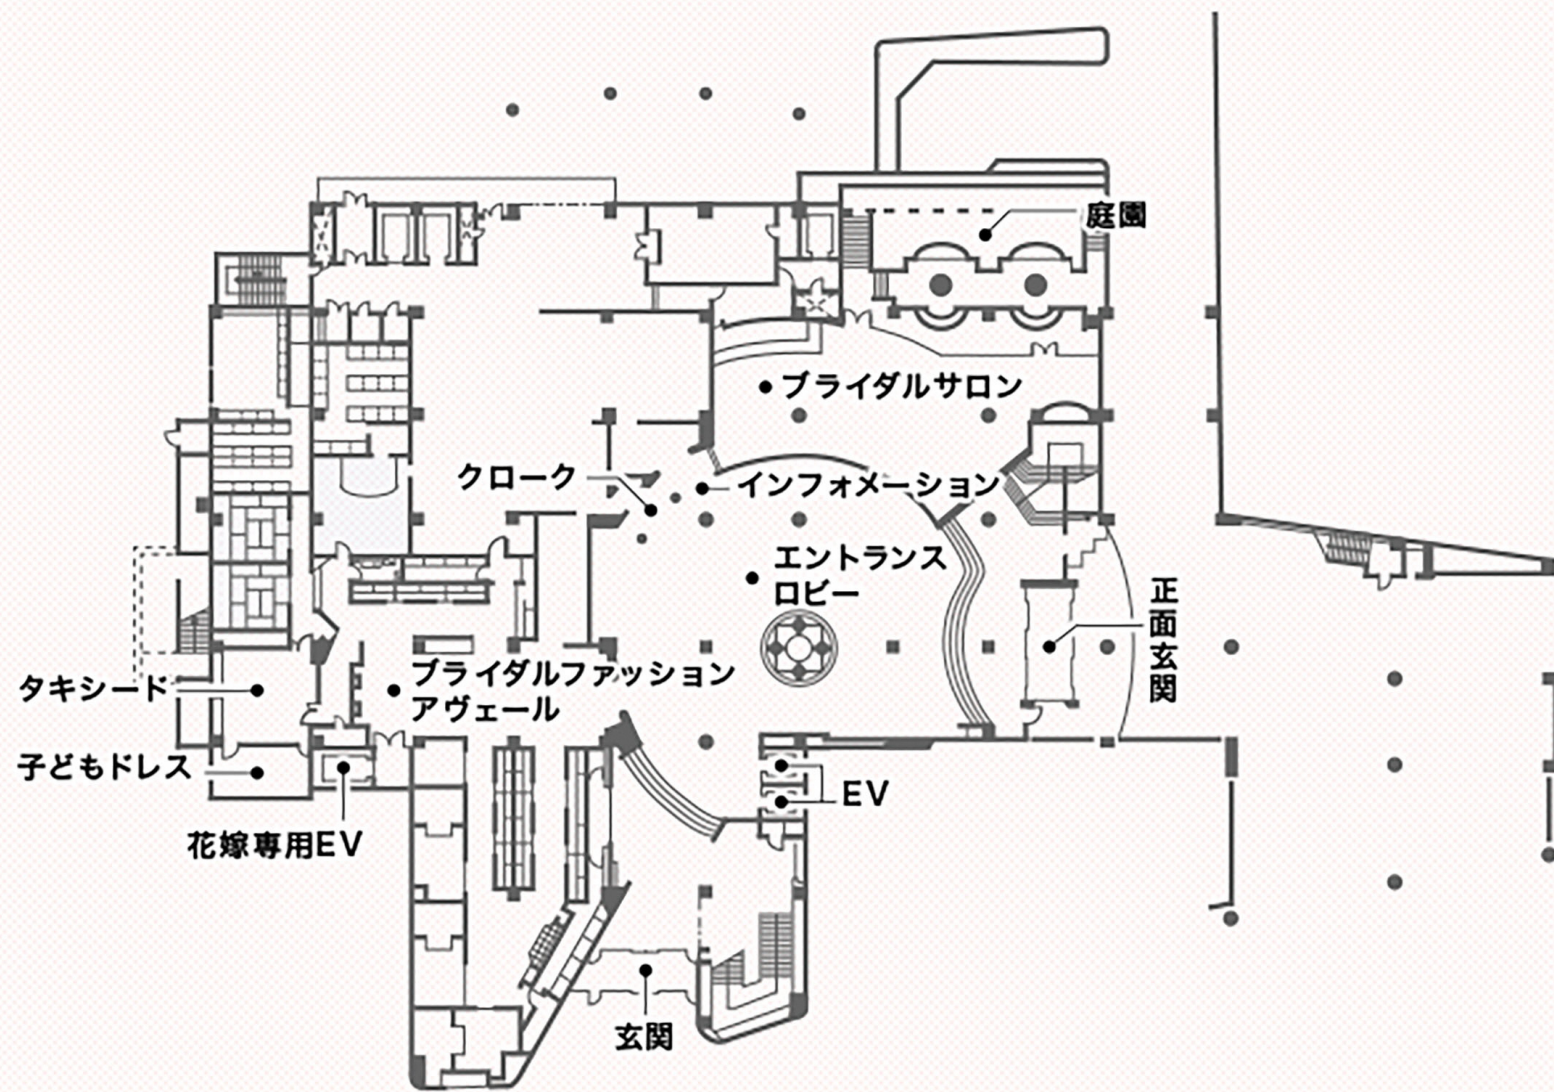 庭園
ブライダルサロン
クローク
インフォメーション
エントランス
ロビー
正面玄関
ブライダルファッション
アヴェール
タキシード
子どもドレス
EV
花嫁専用EV
玄関